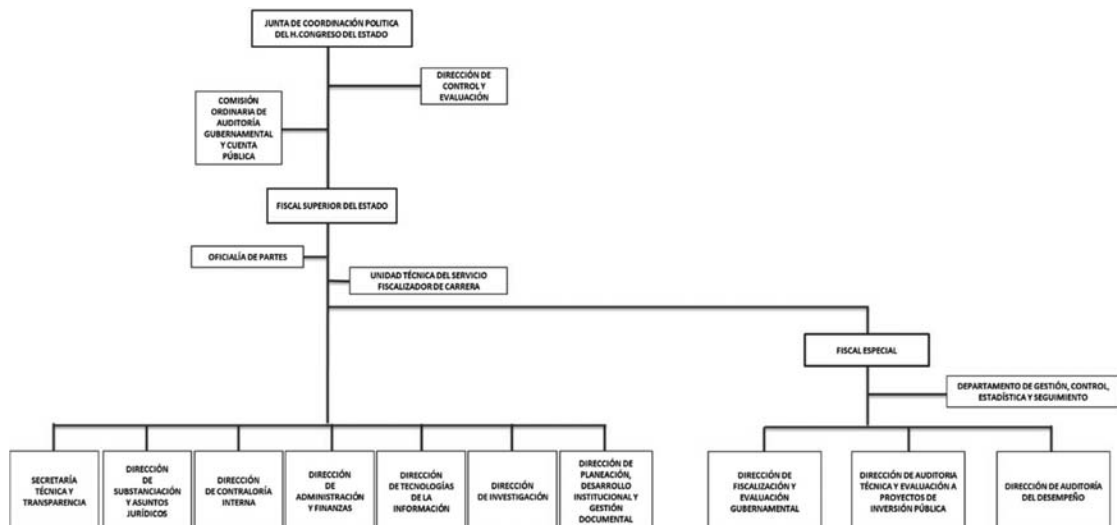 JUNTA DE COORDINACIÓN POLITICA
DEL H.CONGRESO DEL ESTADO
DIRECCIÓN DE
CONTROL Y
EVALUACIÓN
COMISIÓN
ORDINARIA DE
AUDITORÍA
GUBERNAMENTAL
Y CUENTA
PÚBLICA
FISCAL SUPERIOR DEL ESTADO
OFICIALÍA DE PARTES
UNIDAD TÉCNICA DEL SERVICIO
FISCALIZADOR DE CARRERA
FISCAL ESPECIAL
DEPARTAMENTO DE GESTIÓN, CONTROL,
ESTADÍSTICA Y SEGUIMIENTO
SECRETARÍA
TÉCNICA Y
TRANSPARENCIA
DIRECCIÓN
DE
SUBSTANCIACIÓN
Y ASUNTOS
JURÍDICOS
DIRECCIÓN
DE CONTRALORÍA
INTERNA
DIRECCIÓN
DE
ADMINISTRACIÓN
Y FINANZAS
DIRECCIÓN
DE TECNOLOGÍAS
DE LA
INFORMACIÓN
DIRECCIÓN
DE INVESTIGACIÓN
DIRECCIÓN DE
PLANEACIÓN,
DESARROLLO
INSTITUCIONAL Y
GESTIÓN
DOCUMENTAL
DIRECCIÓN DE
FISCALIZACIÓN Y
EVALUACIÓN
GUBERNAMENTAL
DIRECCIÓN DE AUDITORIA
TÉCNICA Y EVALUACIÓN A
PROYECTOS DE
INVERSIÓN PÚBLICA
DIRECCIÓN DE AUDITORÍA
DEL DESEMPEÑO